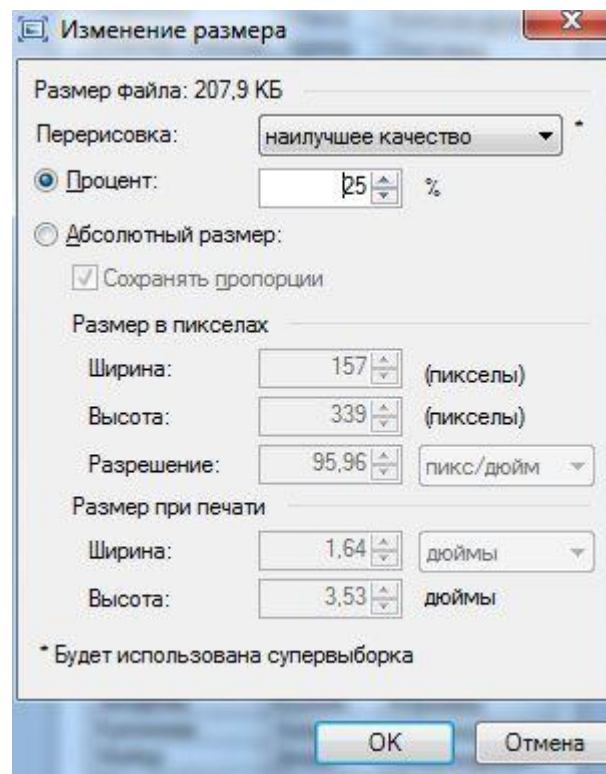 Изменение размера
Размер файла: 207,9 КБ
Перерисовка: наилучшее качество *
Процент: 25 %
Абсолютный размер:
Сохранять пропорции
Размер в пикселах
Ширина: 157 (пикселы)
Высота: 339 (пикселы)
Разрешение: 95,96 пикс/дюйм
Размер при печати
Ширина: 1,64 дюймы
Высота: 3,53 дюймы
* Будет использована супервыборка
OK Отмена